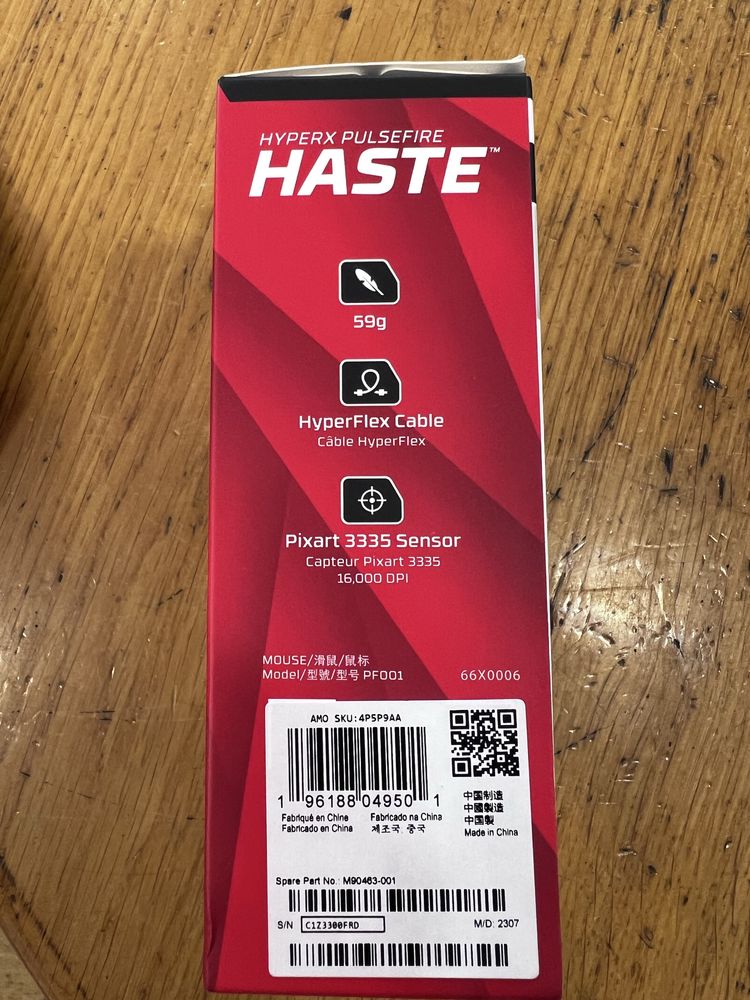 HYPERX PULSEFIRE
HASTE™
59g
HyperFlex Cable
Câble HyperFlex
Pixart 3335 Sensor
Capteur Pixart 3335
16,000 DPI
MOUSE/滑鼠/鼠标
Model/型號/型号 PF001
66X0006
AMO SKU:4P5P9AA
1 96188 04950 1
Fabriqué en Chine Fabricado na China
Fabricado en China 제조국: 중국
中国制造
中國製造
中国製
Made in China
Spare Part No.: M90463-001
S/N C1Z3300FRD M/D: 2307